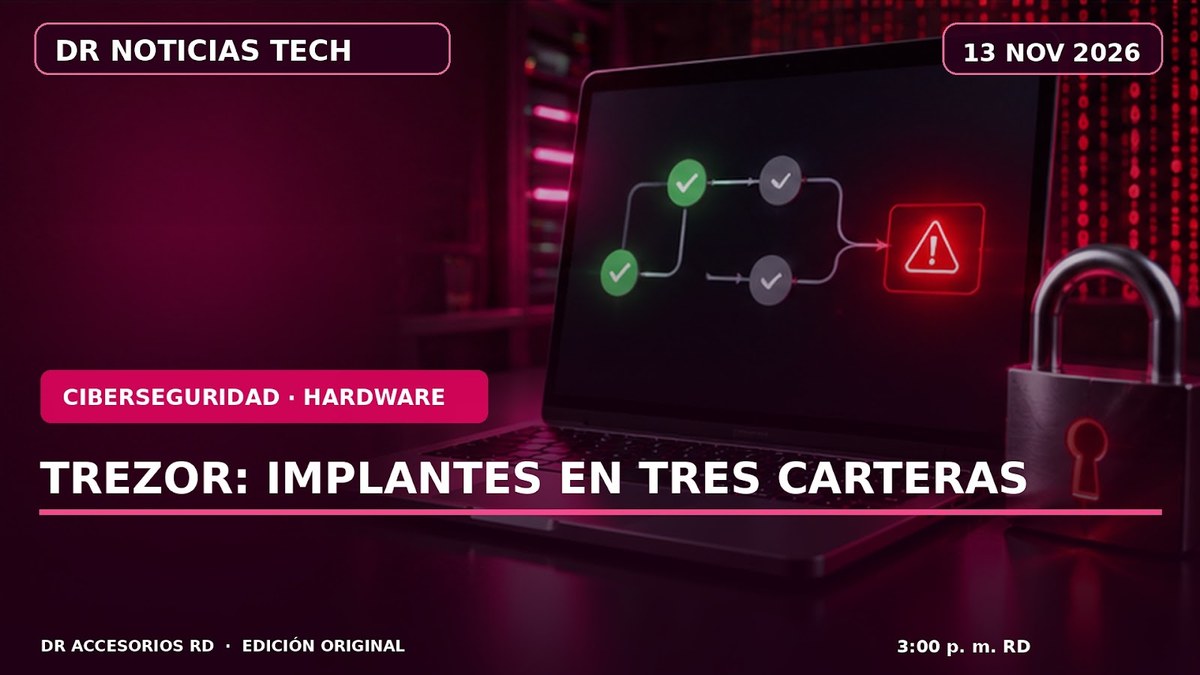 DR NOTICIAS TECH
13 NOV 2026
CIBERSEGURIDAD · HARDWARE
TREZOR: IMPLANTES EN TRES CARTERAS
DR ACCESORIOS RD · EDICIÓN ORIGINAL
3:00 p. m. RD